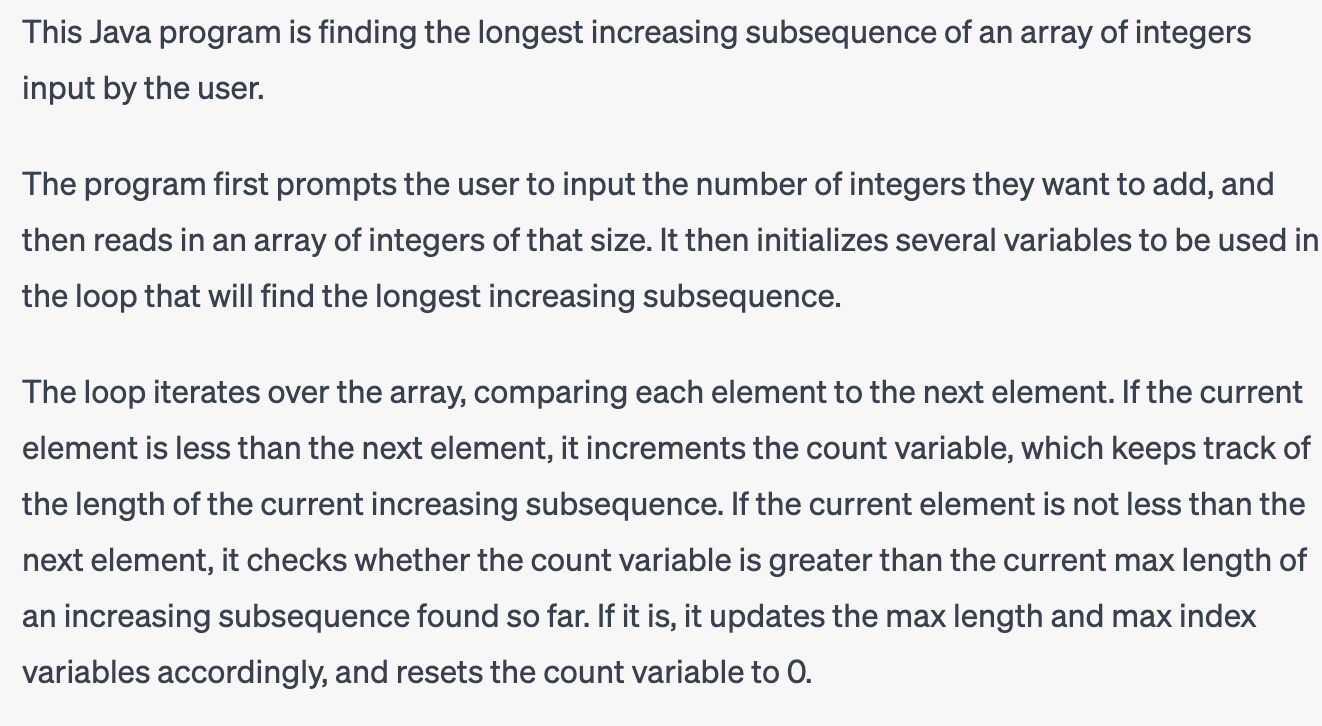 This Java program is finding the longest increasing subsequence of an array of integers
input by the user.
The program first prompts the user to input the number of integers they want to add, and
then reads in an array of integers of that size. It then initializes several variables to be used in
the loop that will find the longest increasing subsequence.
The loop iterates over the array, comparing each element to the next element. If the current
element is less than the next element, it increments the count variable, which keeps track of
the length of the current increasing subsequence. If the current element is not less than the
next element, it checks whether the count variable is greater than the current max length of
an increasing subsequence found so far. If it is, it updates the max length and max index
variables accordingly, and resets the count variable to 0.